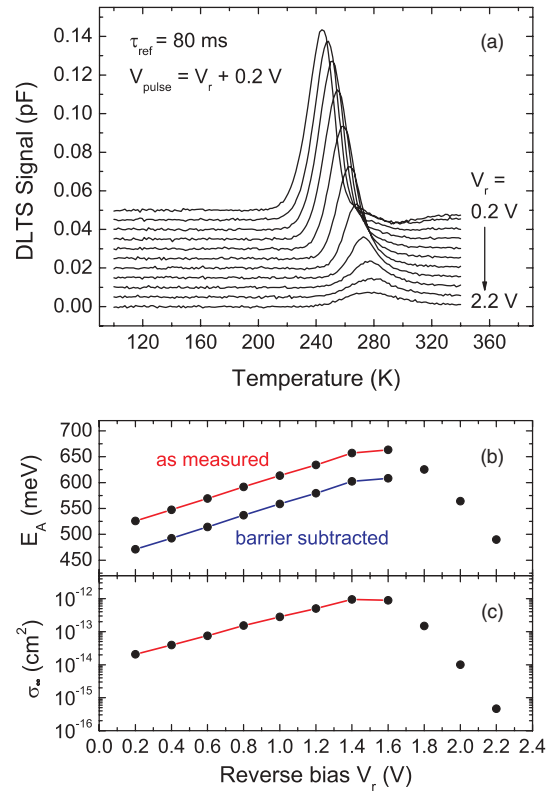 (a)
τref = 80 ms
Vpulse = Vr + 0.2 V
0.14
0.12
0.10
0.08
0.06
0.04
0.02
0.00
DLTS Signal (pF)
Vr =
0.2 V
2.2 V
120 160 200 240 280 320 360
Temperature (K)
700
650
600
550
500
450
EA (meV)
as measured
barrier subtracted
(b)
10-12
10-13
10-14
10-15
10-16
σ∞ (cm2)
(c)
0.0 0.2 0.4 0.6 0.8 1.0 1.2 1.4 1.6 1.8 2.0 2.2 2.4
Reverse bias Vr (V)